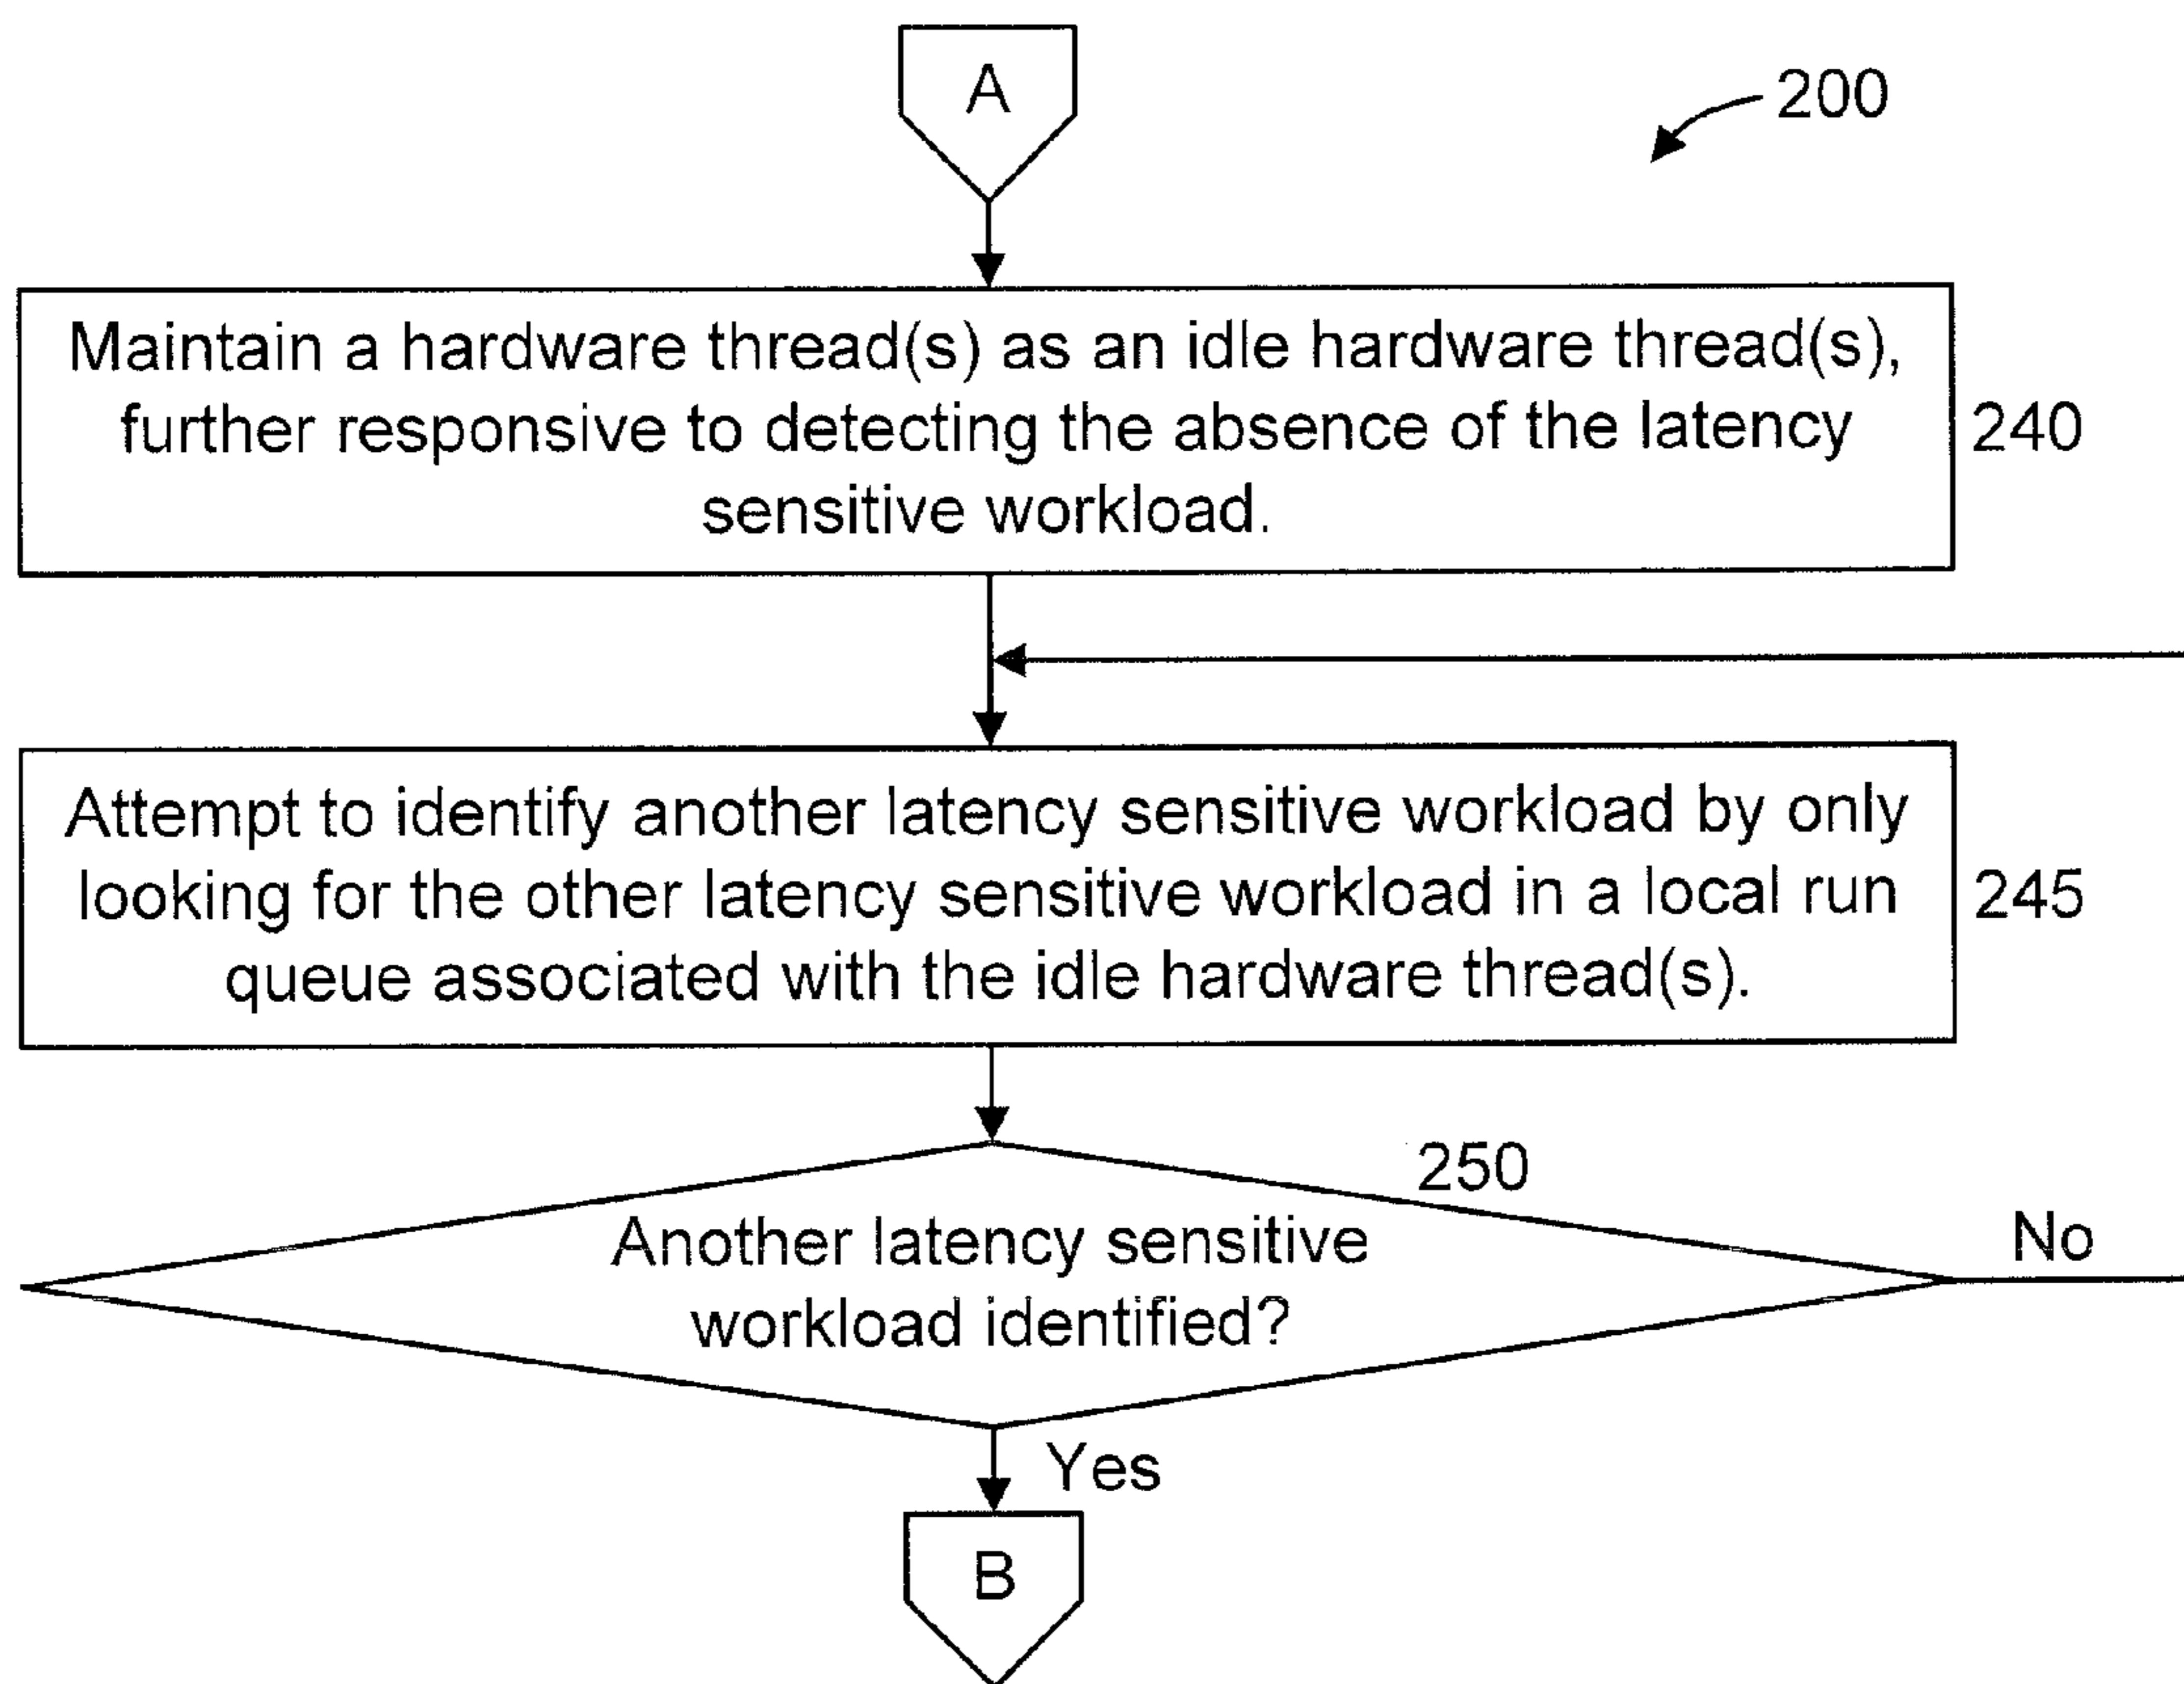 A
200
Maintain a hardware thread(s) as an idle hardware thread(s),
further responsive to detecting the absence of the latency
sensitive workload.
240
Attempt to identify another latency sensitive workload by only
looking for the other latency sensitive workload in a local run
queue associated with the idle hardware thread(s).
245
250
Another latency sensitive
workload identified?
No
Yes
B